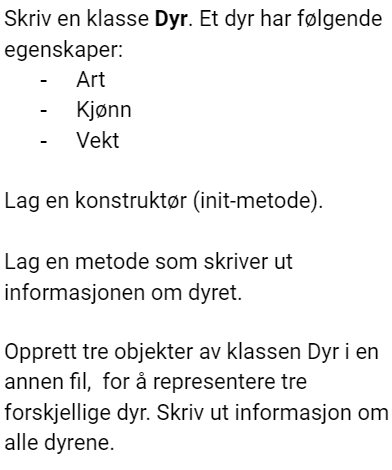 Skriv en klasse Dyr. Et dyr har følgende
egenskaper:
- Art
- Kjønn
- Vekt
Lag en konstruktør (init-metode).
Lag en metode som skriver ut
informasjonen om dyret.
Opprett tre objekter av klassen Dyr i en
annen fil, for å representere tre
forskjellige dyr. Skriv ut informasjon om
alle dyrene.